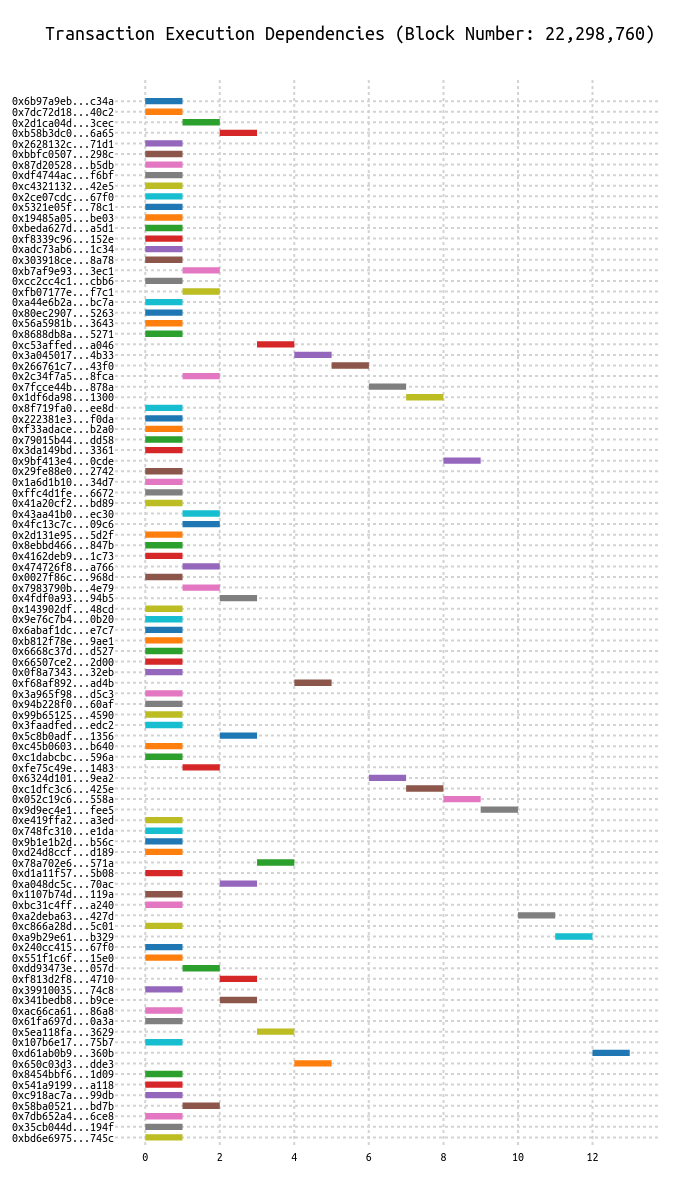 Transaction Execution Dependencies (Block Number: 22,298,760)
0x6b97a9eb...c34a
0x7dc72d18...40c2
0x2d1ca04d...3cec
0xb58b3dc0...6a65
0x2628132c...71d1
0xbbfc0507...298c
0x87d20528...b5db
0xdf4744ac...f6bf
0xc4321132...42e5
0x2ce07cdc...67f0
0x5321e05f...78c1
0x19485a05...be03
0xbeda627d...a5d1
0xf8339c96...152e
0xadc73ab6...1c34
0x303918ce...8a78
0xb7af9e93...3ec1
0xcc2cc4c1...cbb6
0xfb07177e...f7c1
0xa44e6b2a...bc7a
0x80ec2907...5263
0x56a5981b...3643
0x8688db8a...5271
0xc53affed...a046
0x3a045017...4b33
0x266761c7...43f0
0x2c34f7a5...8fca
0x7fcce44b...878a
0x1df6da98...1300
0x8f719fa0...ee8d
0x222381e3...f0da
0xf33adace...b2a0
0x79015b44...dd58
0x3da149bd...3361
0x9bf413e4...0cde
0x29fe88e0...2742
0x1a6d1b10...34d7
0xffc4d1fe...6672
0x41a20cf2...bd89
0x43aa41b0...ec30
0x4fc13c7c...09c6
0x2d131e95...5d2f
0x8ebbd466...847b
0x4162deb9...1c73
0x474726f8...a766
0x0027f86c...968d
0x7983790b...4e79
0x4fdf0a93...94b5
0x143902df...48cd
0x9e76c7b4...0b20
0x6abaf1dc...e7c7
0xb812f78e...9ae1
0x6668c37d...d527
0x66507ce2...2d00
0x0f8a7343...32eb
0xf68af892...ad4b
0x3a965f98...d5c3
0x94b228f0...60af
0x99b65125...4590
0x3faadfed...edc2
0x5c8b0adf...1356
0xc45b0603...b640
0xc1dabcbc...596a
0xfe75c49e...1483
0x6324d101...9ea2
0xc1dfc3c6...425e
0x052c19c6...558a
0x9d9ec4e1...fee5
0xe419ffa2...a3ed
0x748fc310...e1da
0x9b1e1b2d...b56c
0xd24d8ccf...d189
0x78a702e6...571a
0xd1a11f57...5b08
0xa048dc5c...70ac
0x1107b74d...119a
0xbc31c4ff...a240
0xa2deba63...427d
0xc866a28d...5c01
0xa9b29e61...b329
0x240cc415...67f0
0x551f1c6f...15e0
0xdd93473e...057d
0xf813d2f8...4710
0x39910035...74c8
0x341bedb8...b9ce
0xac66ca61...86a8
0x61fa697d...0a3a
0x5ea118fa...3629
0x107b6e17...75b7
0xd61ab0b9...360b
0x650c03d3...dde3
0x8454bbf6...1d09
0x541a9199...a118
0xc918ac7a...99db
0x58ba0521...bd7b
0x7db652a4...6ce8
0x35cb044d...194f
0xbd6e6975...745c
0 2 4 6 8 10 12